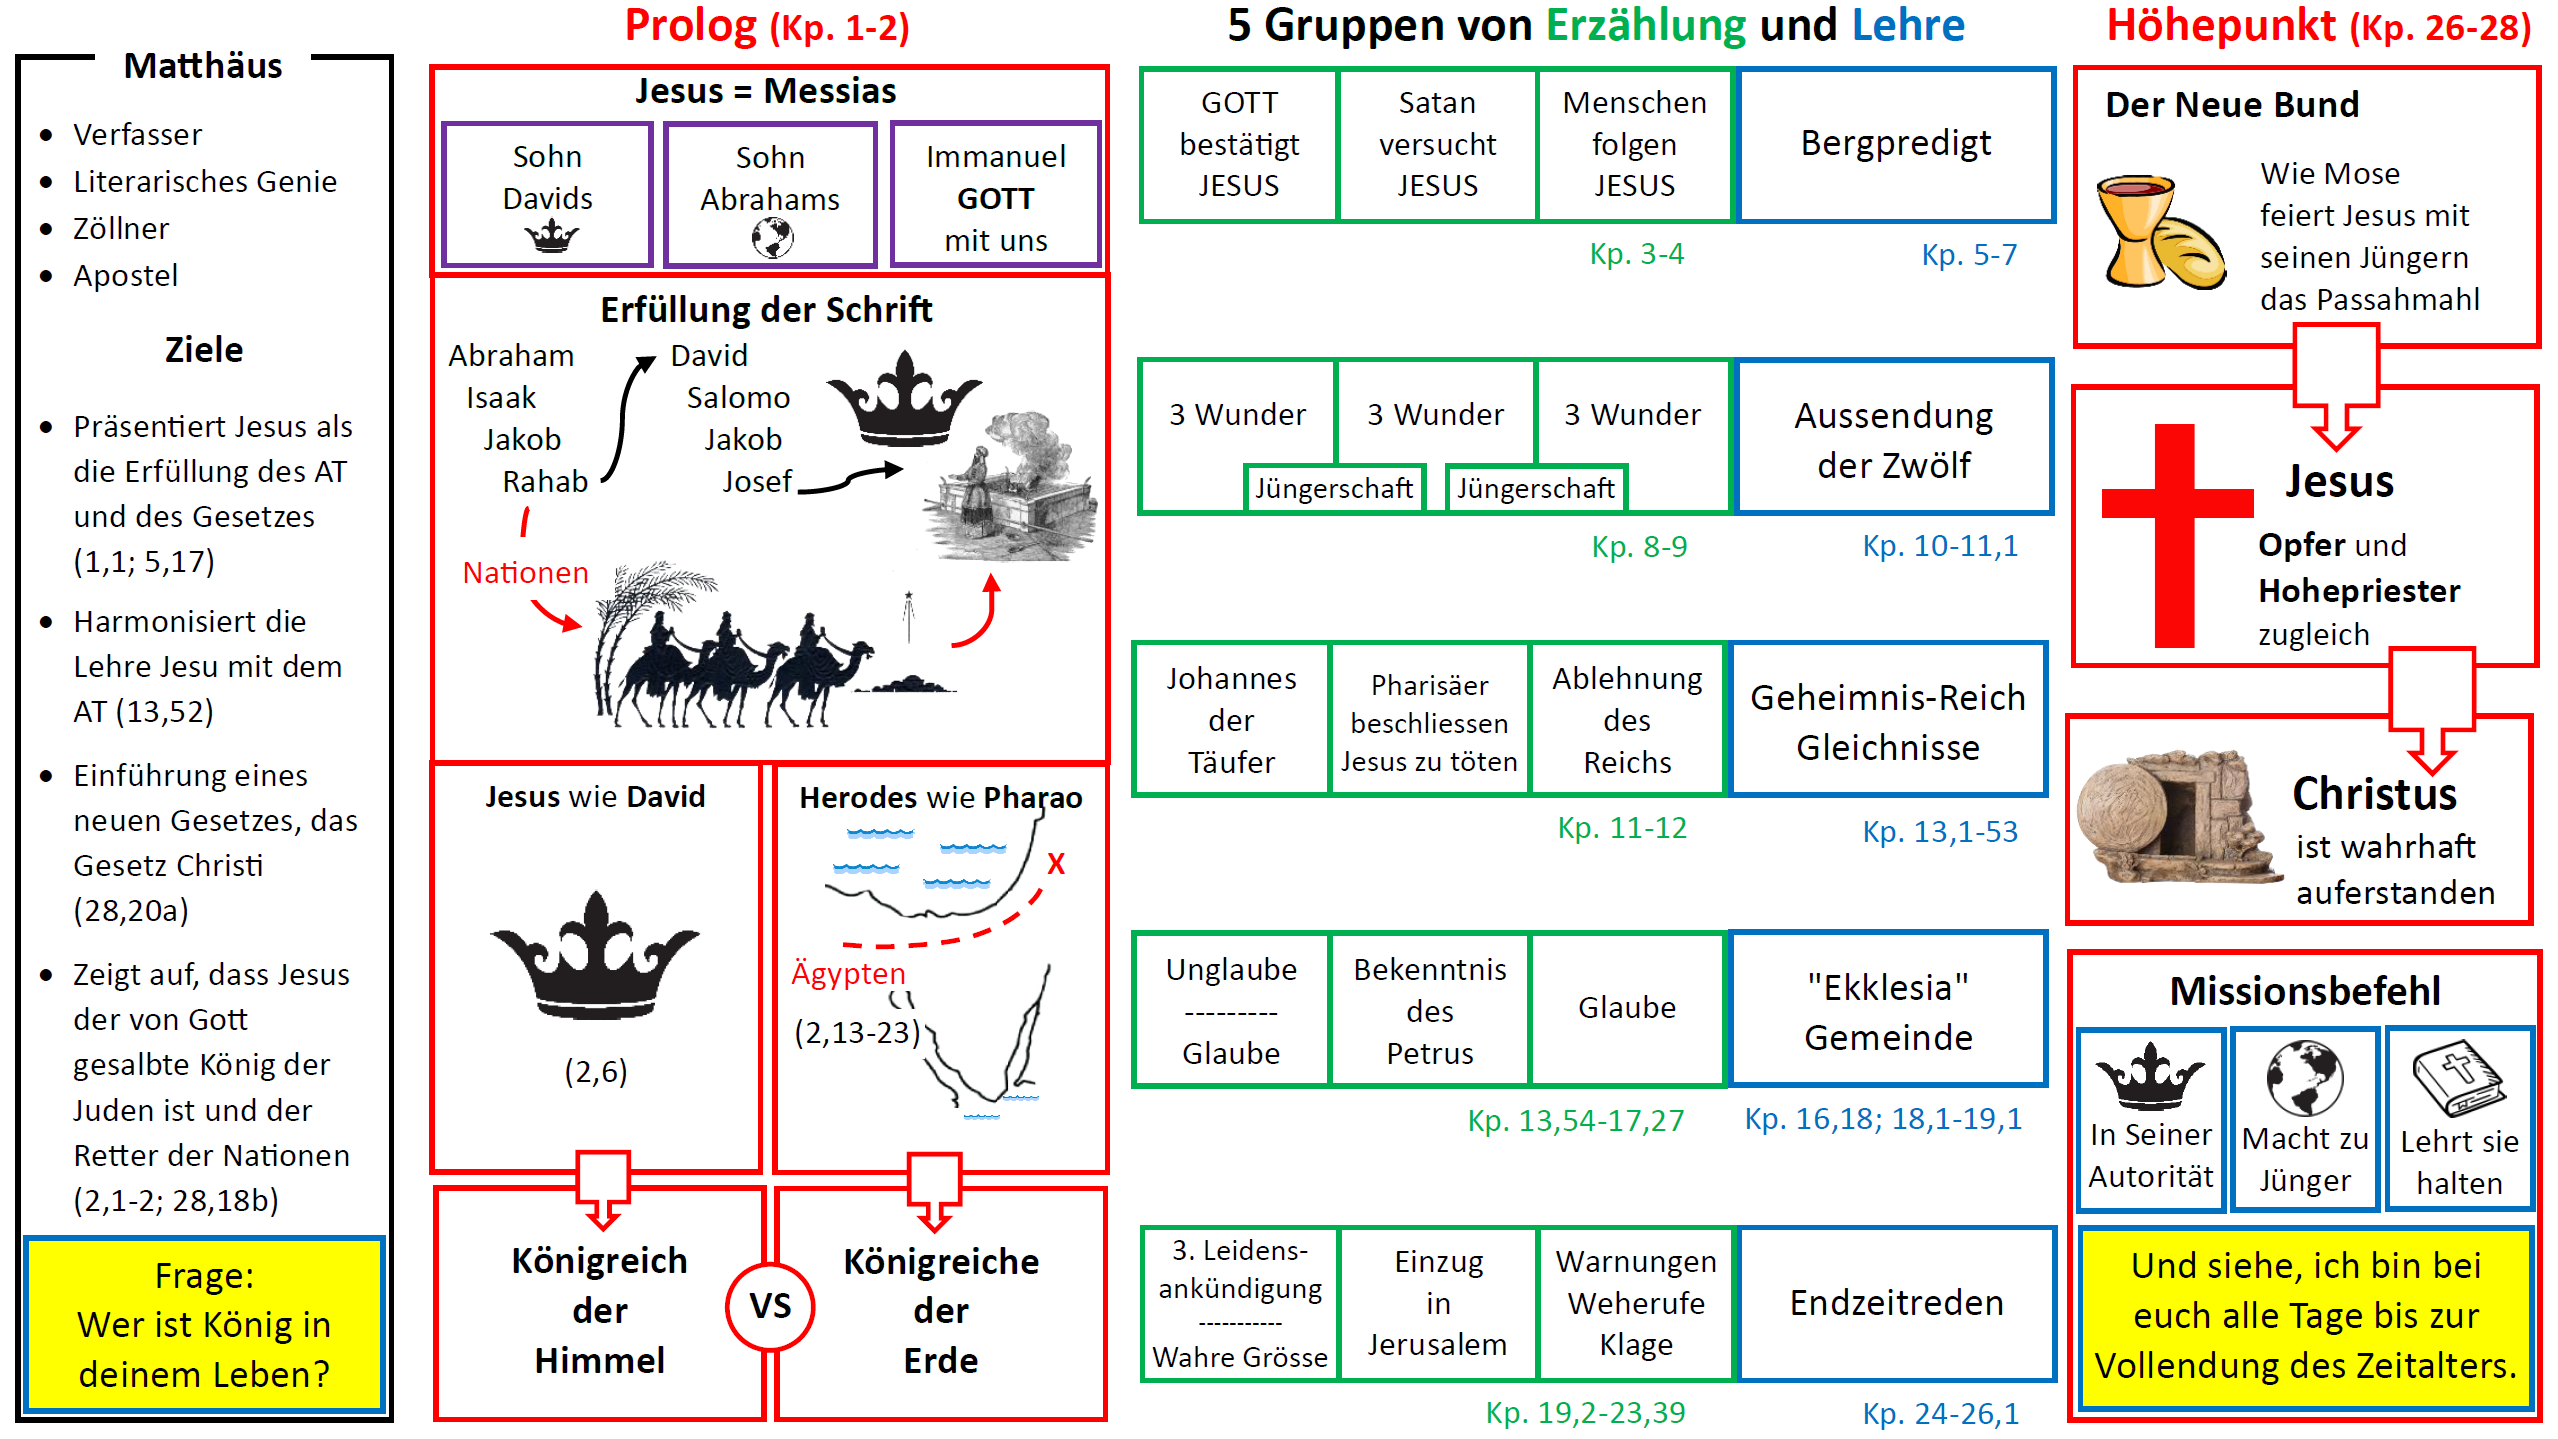 Matthäus
Verfasser
Literarisches Genie
Zöllner
Apostel
Ziele
Präsentiert Jesus als
die Erfüllung des AT
und des Gesetzes
(1,1; 5,17)
Harmonisiert die
Lehre Jesu mit dem
AT (13,52)
Einführung eines
neuen Gesetzes, das
Gesetz Christi
(28,20a)
Zeigt auf, dass Jesus
der von Gott
gesalbte König der
Juden ist und der
Retter der Nationen
(2,1-2; 28,18b)
Frage:
Wer ist König in
deinem Leben?
Prolog (Kp. 1-2)
Jesus = Messias
Sohn
Davids
Sohn
Abrahams
Immanuel
GOTT
mit uns
Erfüllung der Schrift
Abraham
Isaak
Jakob
Rahab
David
Salomo
Jakob
Josef
Nationen
Jesus wie David
(2,6)
Herodes wie Pharao
X
Ägypten
(2,13-23)
Königreich
der
Himmel
VS
Königreiche
der
Erde
5 Gruppen von Erzählung und Lehre
GOTT
bestätigt
JESUS
Satan
versucht
JESUS
Menschen
folgen
JESUS
Bergpredigt
Kp. 3-4
Kp. 5-7
3 Wunder
3 Wunder
3 Wunder
Jüngerschaft
Jüngerschaft
Aussendung
der Zwölf
Kp. 8-9
Kp. 10-11,1
Johannes
der
Täufer
Pharisäer
beschliessen
Jesus zu töten
Ablehnung
des
Reichs
Geheimnis-Reich
Gleichnisse
Kp. 11-12
Kp. 13,1-53
Unglaube
---------
Glaube
Bekenntnis
des
Petrus
Glaube
"Ekklesia"
Gemeinde
Kp. 13,54-17,27
Kp. 16,18; 18,1-19,1
3. Leidens-
ankündigung
-----------
Wahre Grösse
Einzug
in
Jerusalem
Warnungen
Weherufe
Klage
Endzeitreden
Kp. 19,2-23,39
Kp. 24-26,1
Höhepunkt (Kp. 26-28)
Der Neue Bund
Wie Mose
feiert Jesus mit
seinen Jüngern
das Passahmahl
Jesus
Opfer und
Hohepriester
zugleich
Christus
ist wahrhaft
auferstanden
Missionsbefehl
In Seiner
Autorität
Macht zu
Jünger
Lehrt sie
halten
Und siehe, ich bin bei
euch alle Tage bis zur
Vollendung des Zeitalters.